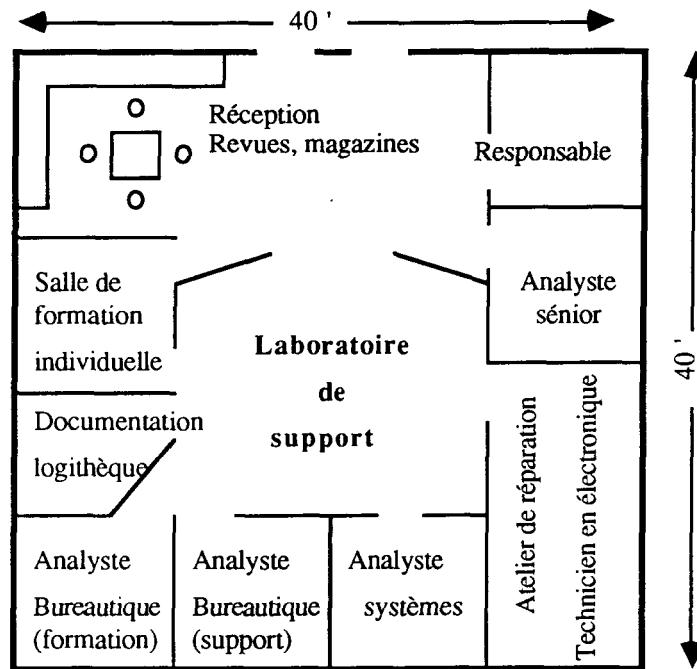 40 '
Réception
Revues, magazines
Responsable
Salle de
formation
individuelle
Analyste
sénior
Laboratoire
de
support
40 '
Documentation
logithèque
Atelier de réparation
Technicien en électronique
Analyste
Bureautique
(formation)
Analyste
Bureautique
(support)
Analyste
systèmes